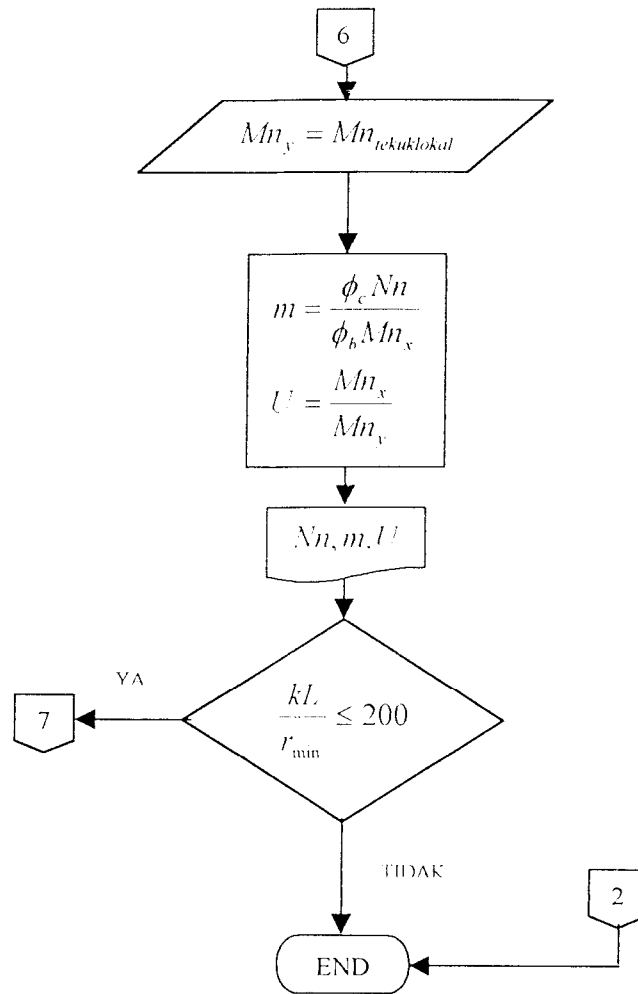 6
Mn_y = Mn_tekuklokal
m = φ_c Nn / φ_b Mn_x
U = Mn_x / Mn_y
Nn, m, U
YA
kL / r_min ≤ 200
7
TIDAK
2
END